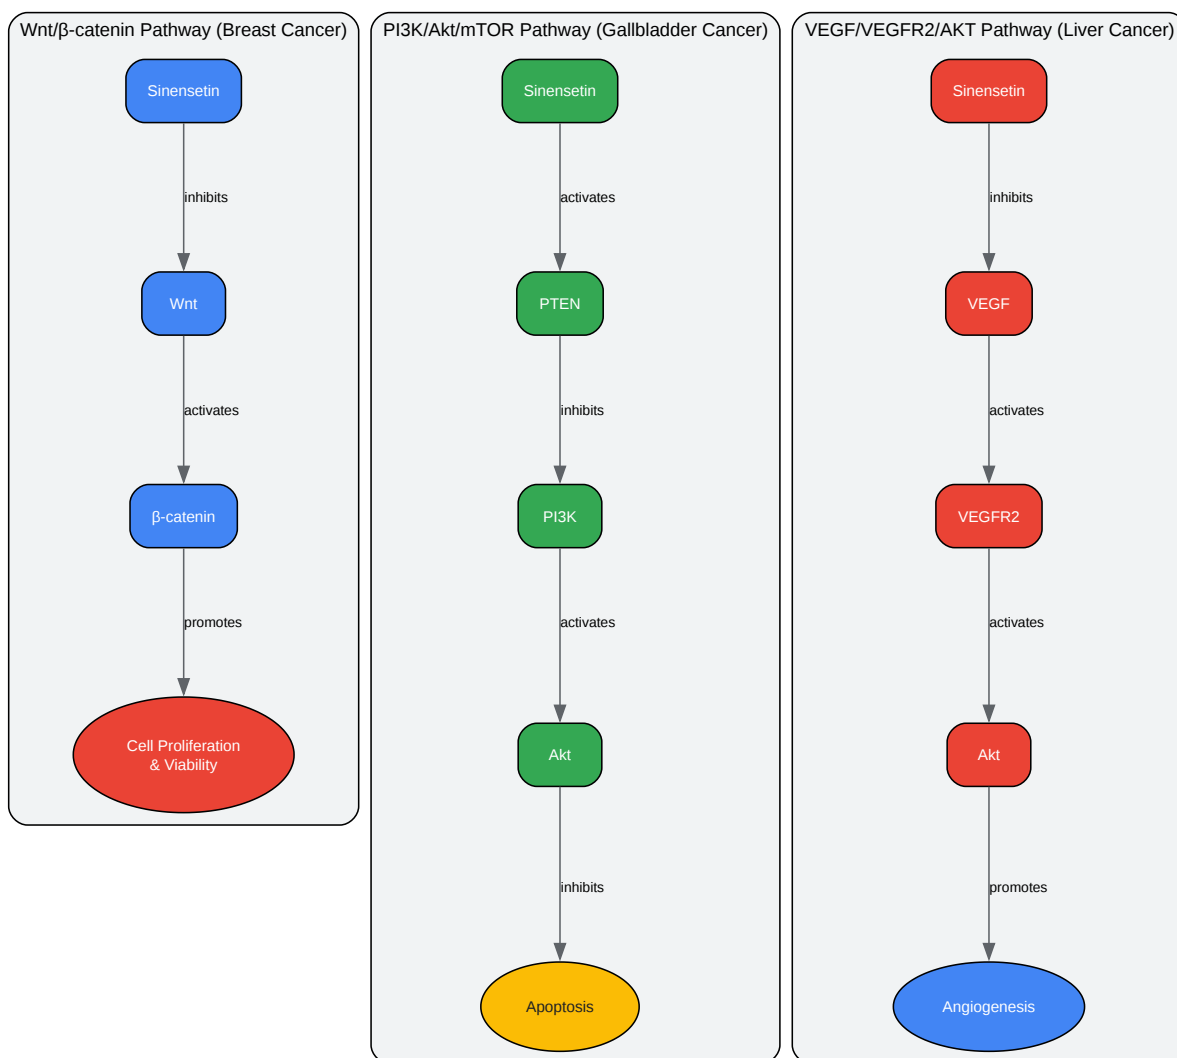 Wnt/β-catenin Pathway (Breast Cancer)
Sinensetin
inhibits
Wnt
activates
β-catenin
promotes
Cell Proliferation
& Viability
PI3K/Akt/mTOR Pathway (Gallbladder Cancer)
Sinensetin
activates
PTEN
inhibits
PI3K
activates
Akt
inhibits
Apoptosis
VEGF/VEGFR2/AKT Pathway (Liver Cancer)
Sinensetin
inhibits
VEGF
activates
VEGFR2
activates
Akt
promotes
Angiogenesis